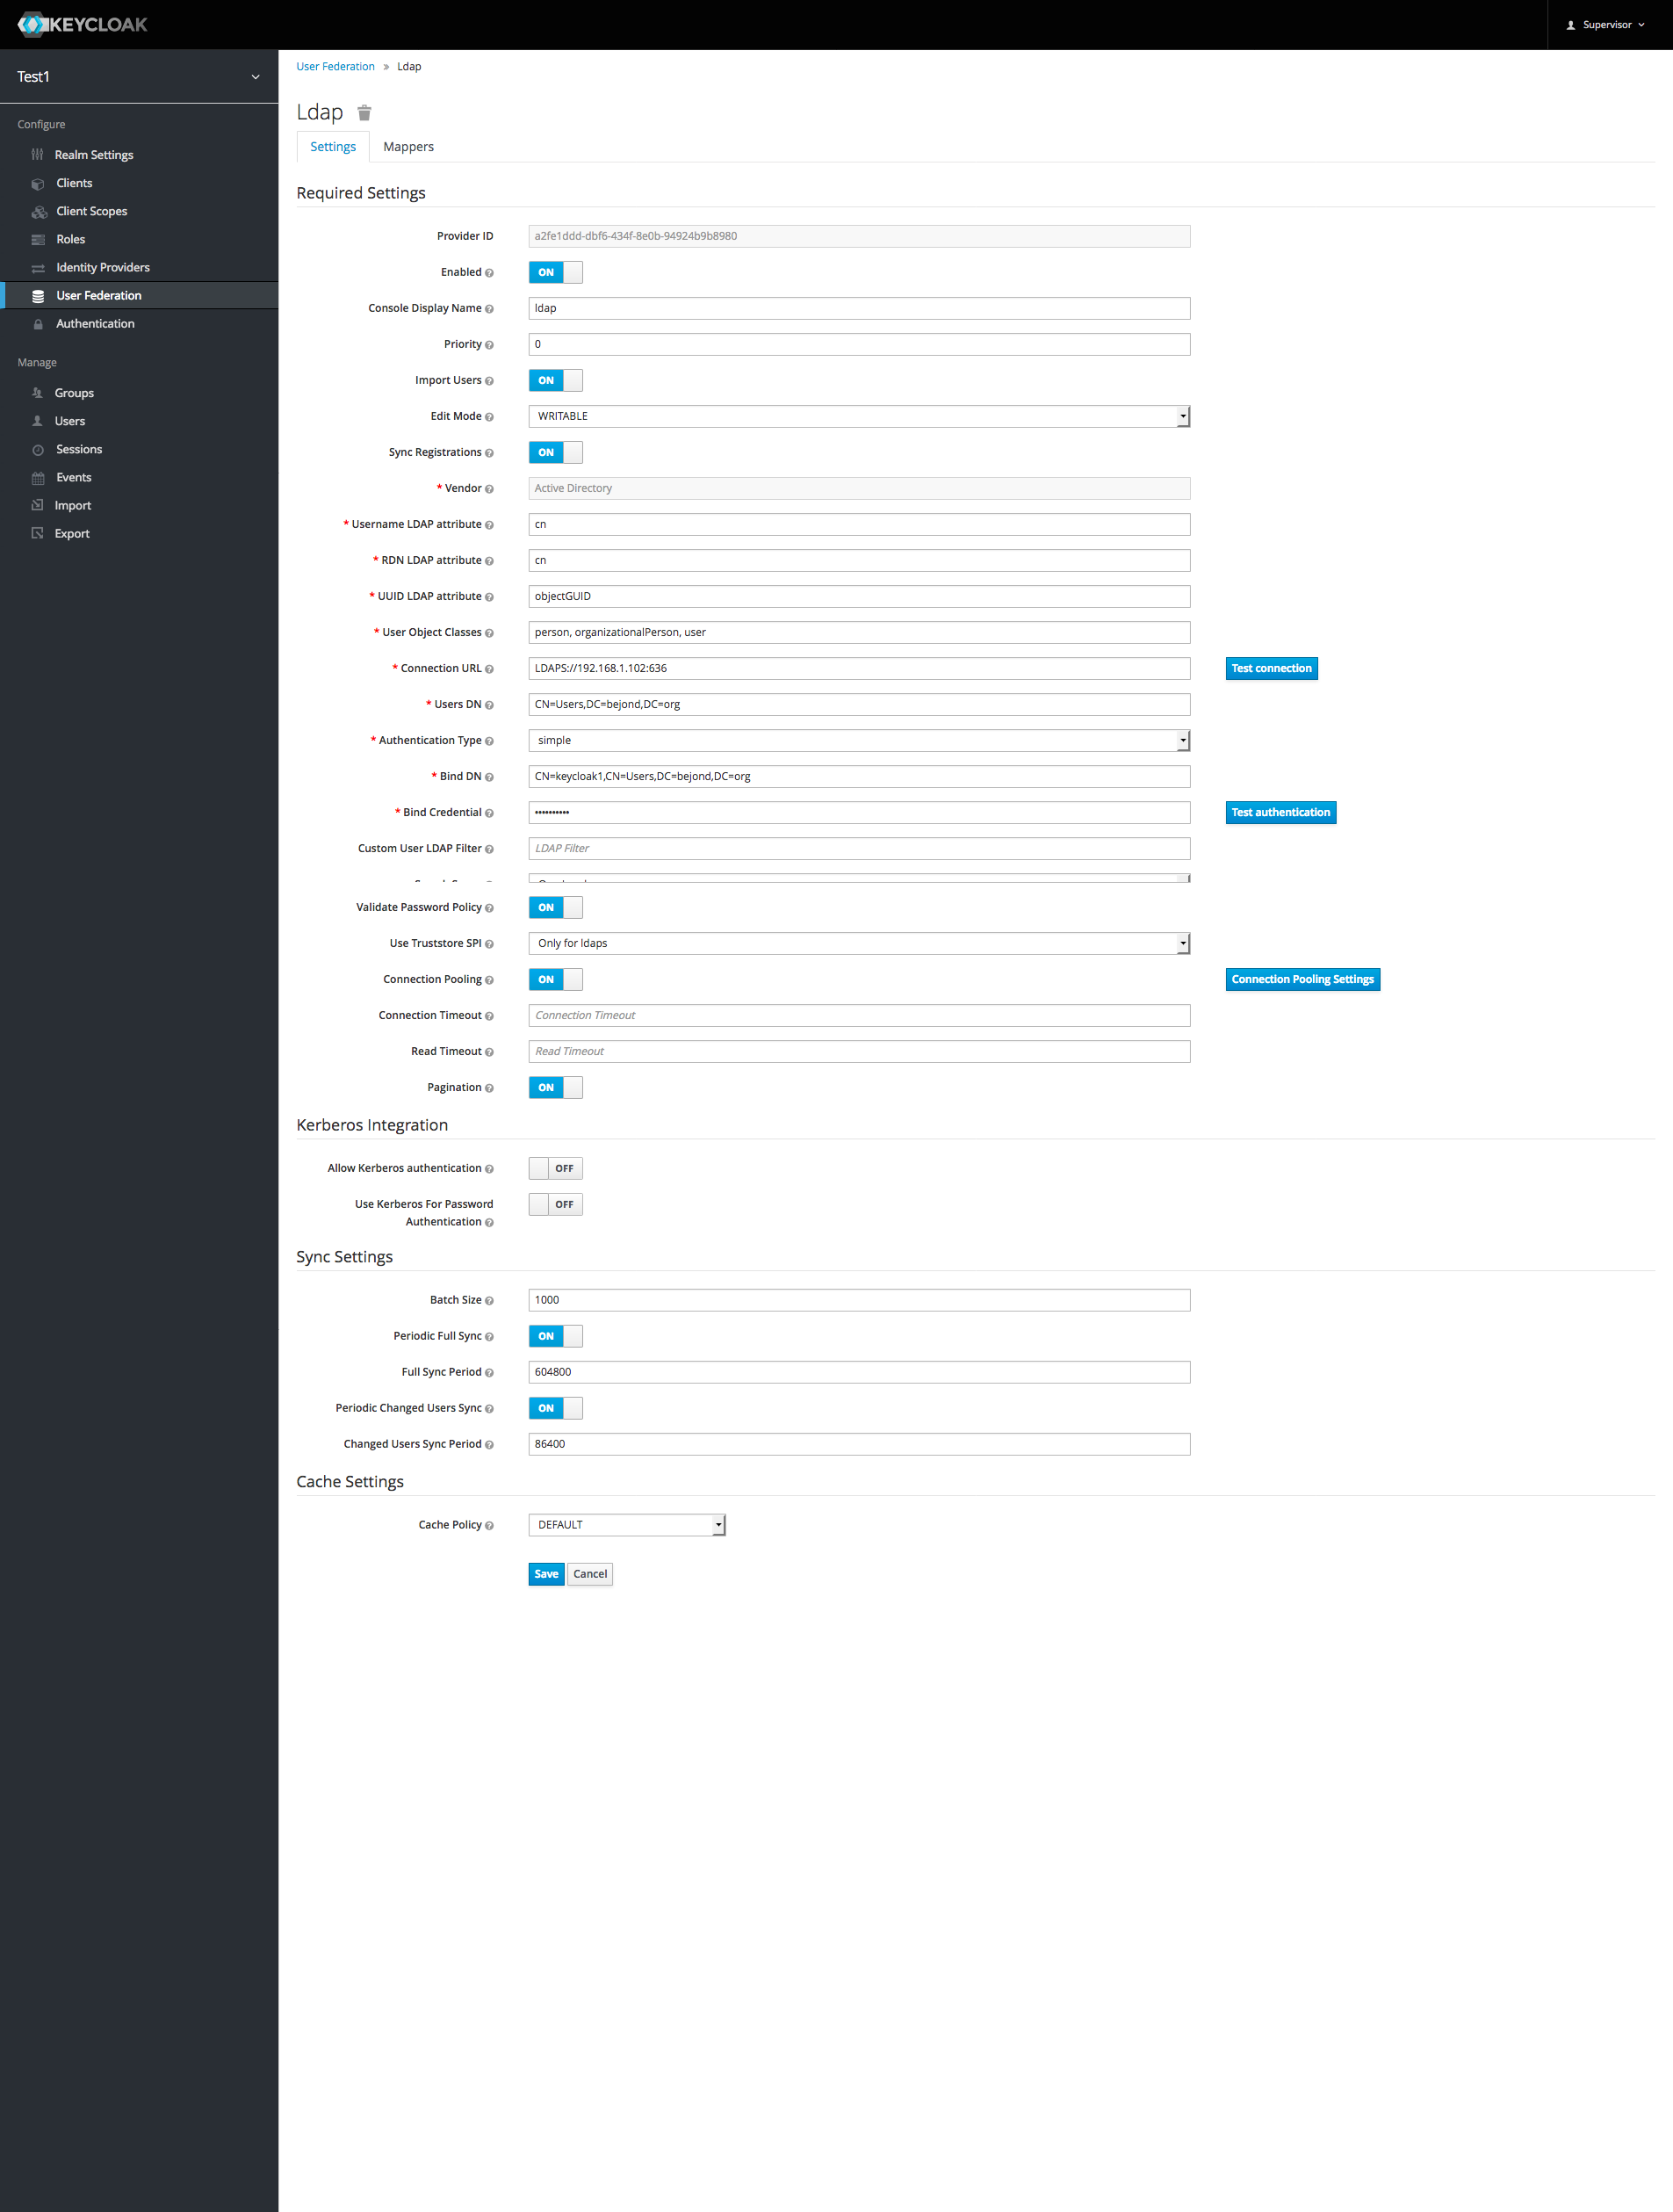 KEYCLOAK
Supervisor
Test1
Configure
Realm Settings
Clients
Client Scopes
Roles
Identity Providers
User Federation
Authentication
Manage
Groups
Users
Sessions
Events
Import
Export
User Federation » Ldap
Ldap
Settings Mappers
Required Settings
Provider ID a2fe1ddd-dbf6-434f-8e0b-94924b9b8980
Enabled ON
Console Display Name ldap
Priority 0
Import Users ON
Edit Mode WRITABLE
Sync Registrations ON
* Vendor Active Directory
* Username LDAP attribute cn
* RDN LDAP attribute cn
* UUID LDAP attribute objectGUID
* User Object Classes person, organizationalPerson, user
* Connection URL LDAPS://192.168.1.102:636 Test connection
* Users DN CN=Users,DC=bejond,DC=org
* Authentication Type simple
* Bind DN CN=keycloak1,CN=Users,DC=bejond,DC=org
* Bind Credential •••••••••• Test authentication
Custom User LDAP Filter LDAP Filter
Validate Password Policy ON
Use Truststore SPI Only for ldaps
Connection Pooling ON Connection Pooling Settings
Connection Timeout Connection Timeout
Read Timeout Read Timeout
Pagination ON
Kerberos Integration
Allow Kerberos authentication OFF
Use Kerberos For Password OFF
Authentication
Sync Settings
Batch Size 1000
Periodic Full Sync ON
Full Sync Period 604800
Periodic Changed Users Sync ON
Changed Users Sync Period 86400
Cache Settings
Cache Policy DEFAULT
Save Cancel